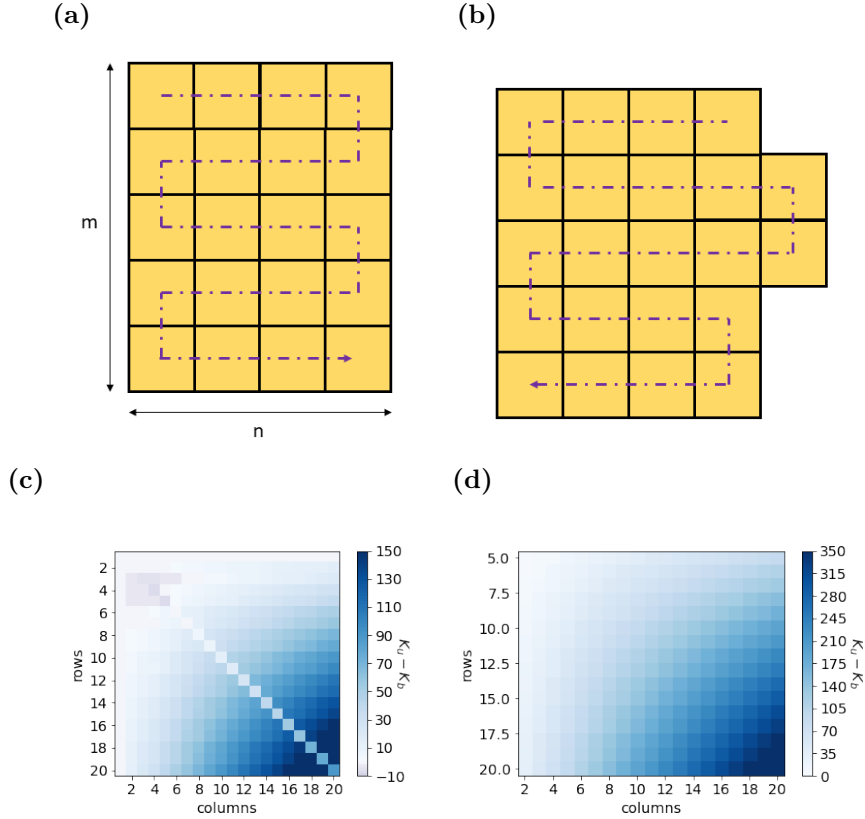 (a)
(b)
m
n
(c)
(d)
rows
2
4
6
8
10
12
14
16
18
20
2 4 6 8 10 12 14 16 18 20
columns
150
130
110
90
70
50
30
10
−10
K_u − K_b
rows
5.0
7.5
10.0
12.5
15.0
17.5
20.0
2 4 6 8 10 12 14 16 18 20
columns
350
315
280
245
210
175
140
105
70
35
0
K_u − K_b